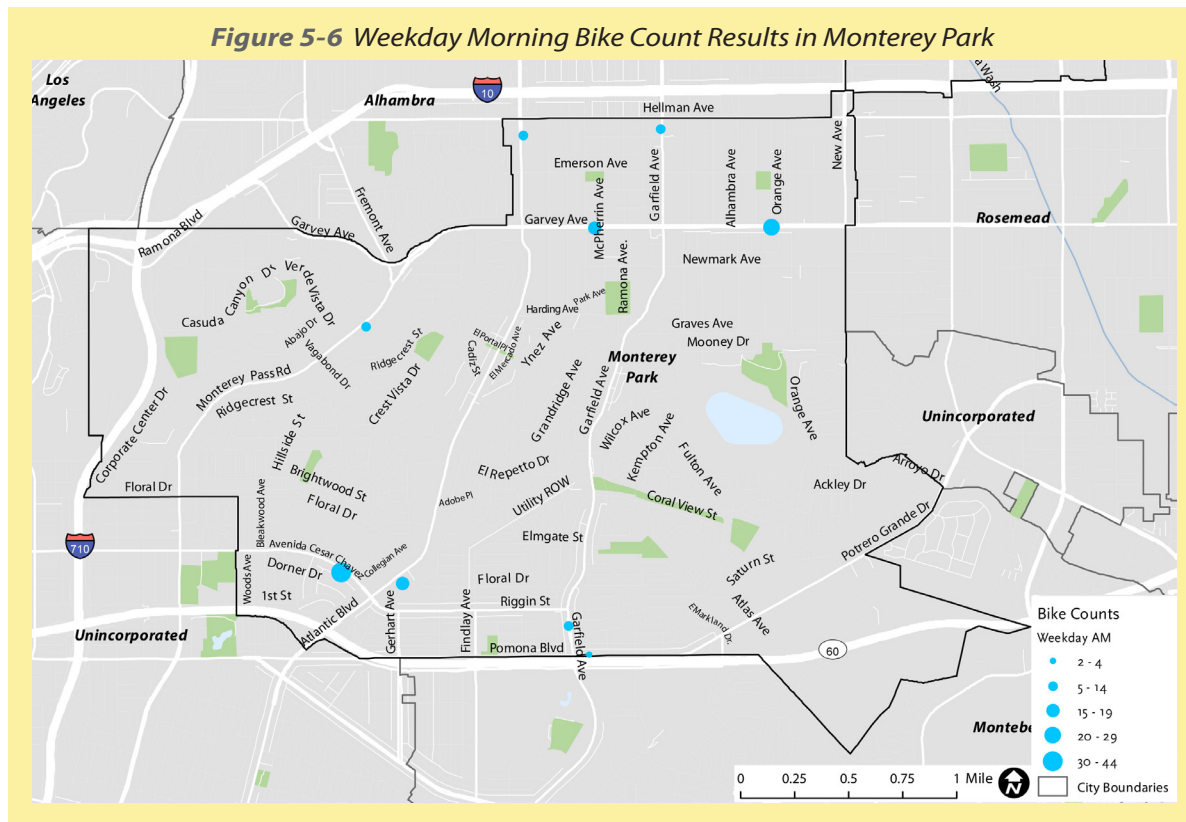 Figure 5-6 Weekday Morning Bike Count Results in Monterey Park
Los
Angeles
10
Alhambra
Hellman Ave
a Wash
New Ave
Emerson Ave
McPherrin Ave
Garfield Ave
Alhambra Ave
Orange Ave
Fremont Ave
Ramona Blvd
Garvey Ave
Garvey Ave
Rosemead
Newmark Ave
Ramona Ave.
Casuda Canyon Dr
Verde Vista Dr
Abajo Dr
Vagabond Dr
Harding Ave
Park Ave
El Portal Pl
El Mercado Ave
Ynez Ave
Cadiz St
Ridgecrest St
Crest Vista Dr
Graves Ave
Mooney Dr
Monterey
Park
Monterey Pass Rd
Ridgecrest St
Corporate Center Dr
Hillside St
Grandridge Ave
Garfield Ave
Wilcox Ave
Kempton Ave
Fulton Ave
Orange Ave
Unincorporated
Arroyo Dr
Ackley Dr
Floral Dr
Brightwood St
Floral Dr
El Repetto Dr
Adobe Pl
Utility ROW
Coral View St
Potrero Grande Dr
710
Bleakwood Ave
Avenida Cesar Chavez
Collegian Ave
Elmgate St
Woods Ave
Dorner Dr
1st St
Floral Dr
Riggin St
Saturn St
Atlas Ave
El Markland Dr.
Unincorporated
Atlantic Blvd
Gerhart Ave
Findlay Ave
Pomona Blvd
Garfield Ave
60
Montebe
Bike Counts
Weekday AM
2 - 4
5 - 14
15 - 19
20 - 29
30 - 44
City Boundaries
0 0.25 0.5 0.75 1 Mile
N